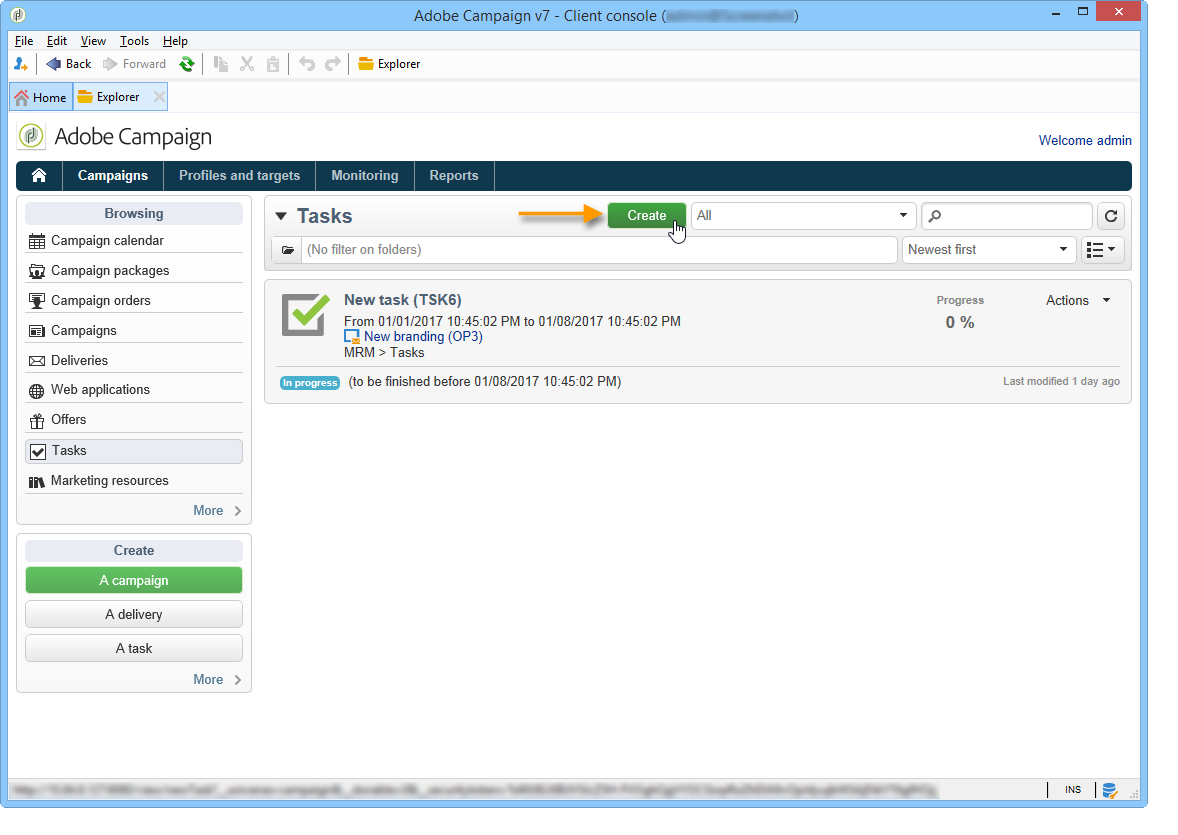 Adobe Campaign v7 - Client console (
File Edit View Tools Help
Back Forward Explorer
Home Explorer
Adobe Campaign
Welcome admin
Campaigns Profiles and targets Monitoring Reports
Browsing
Campaign calendar
Campaign packages
Campaign orders
Campaigns
Deliveries
Web applications
Offers
Tasks
Marketing resources
More
Create
A campaign
A delivery
A task
More
Tasks Create All
(No filter on folders) Newest first
New task (TSK6) Progress Actions
From 01/01/2017 10:45:02 PM to 01/08/2017 10:45:02 PM 0 %
New branding (OP3)
MRM > Tasks
In progress (to be finished before 01/08/2017 10:45:02 PM) Last modified 1 day ago
INS